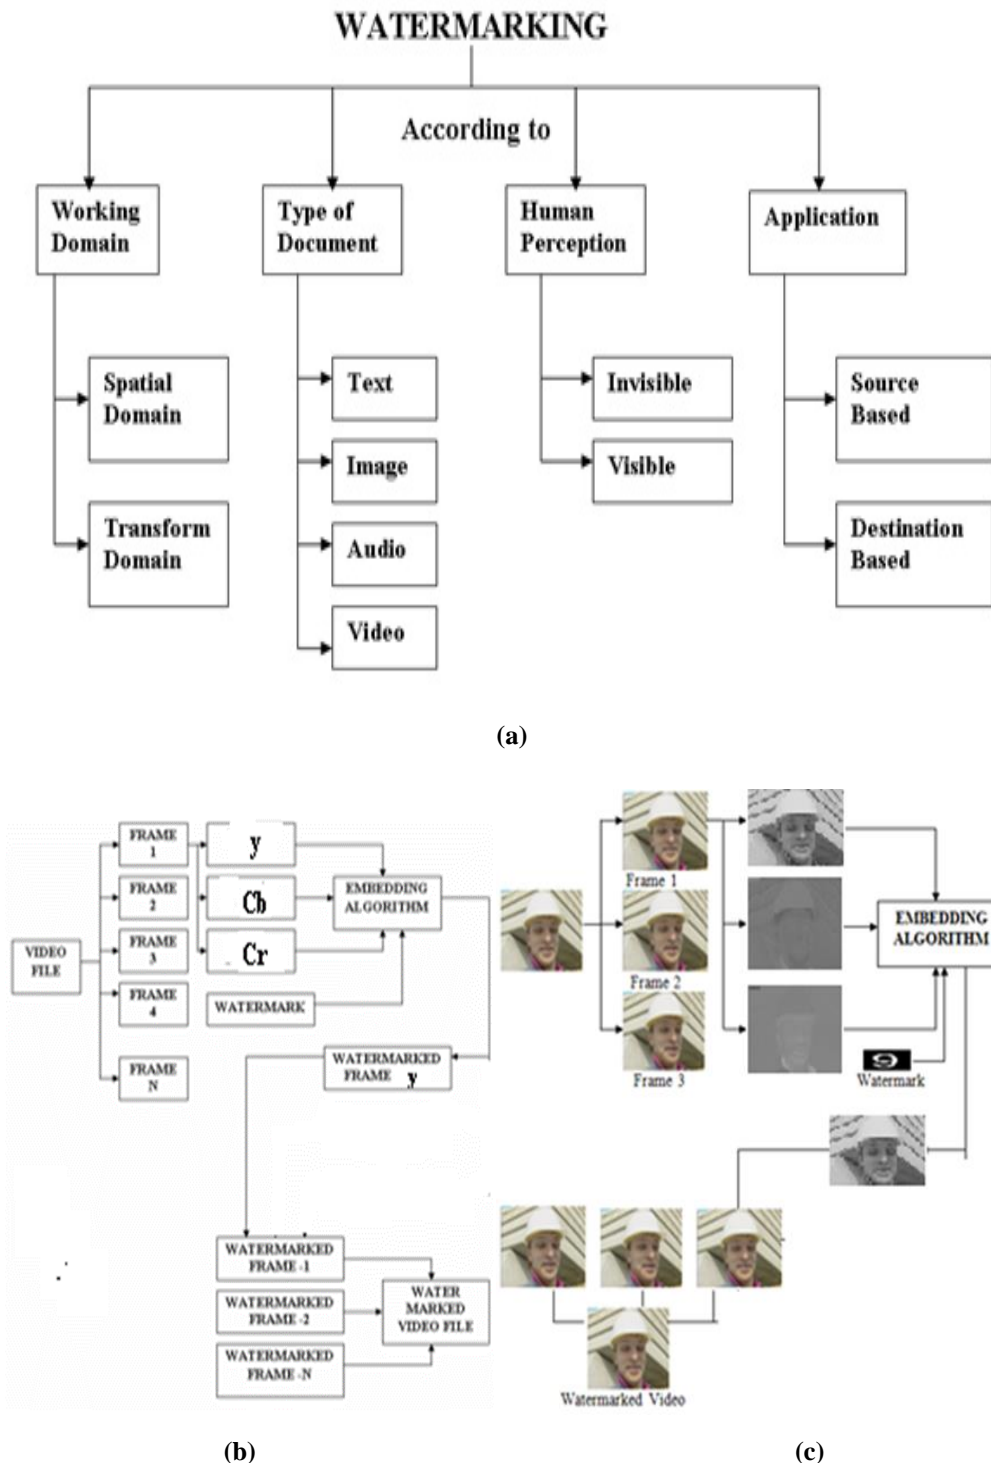 WATERMARKING
According to
Working
Domain
Type of
Document
Human
Perception
Application
Spatial
Domain
Transform
Domain
Text
Image
Audio
Video
Invisible
Visible
Source
Based
Destination
Based
(a)
VIDEO
FILE
FRAME
1
FRAME
2
FRAME
3
FRAME
4
FRAME
N
y
Cb
Cr
WATERMARK
EMBEDDING
ALGORITHM
WATERMARKED
FRAME y
WATERMARKED
FRAME -1
WATERMARKED
FRAME -2
WATERMARKED
FRAME -N
WATER
MARKED
VIDEO FILE
(b)
Frame 1
Frame 2
Frame 3
EMBEDDING
ALGORITHM
Watermark
Watermarked Video
(c)